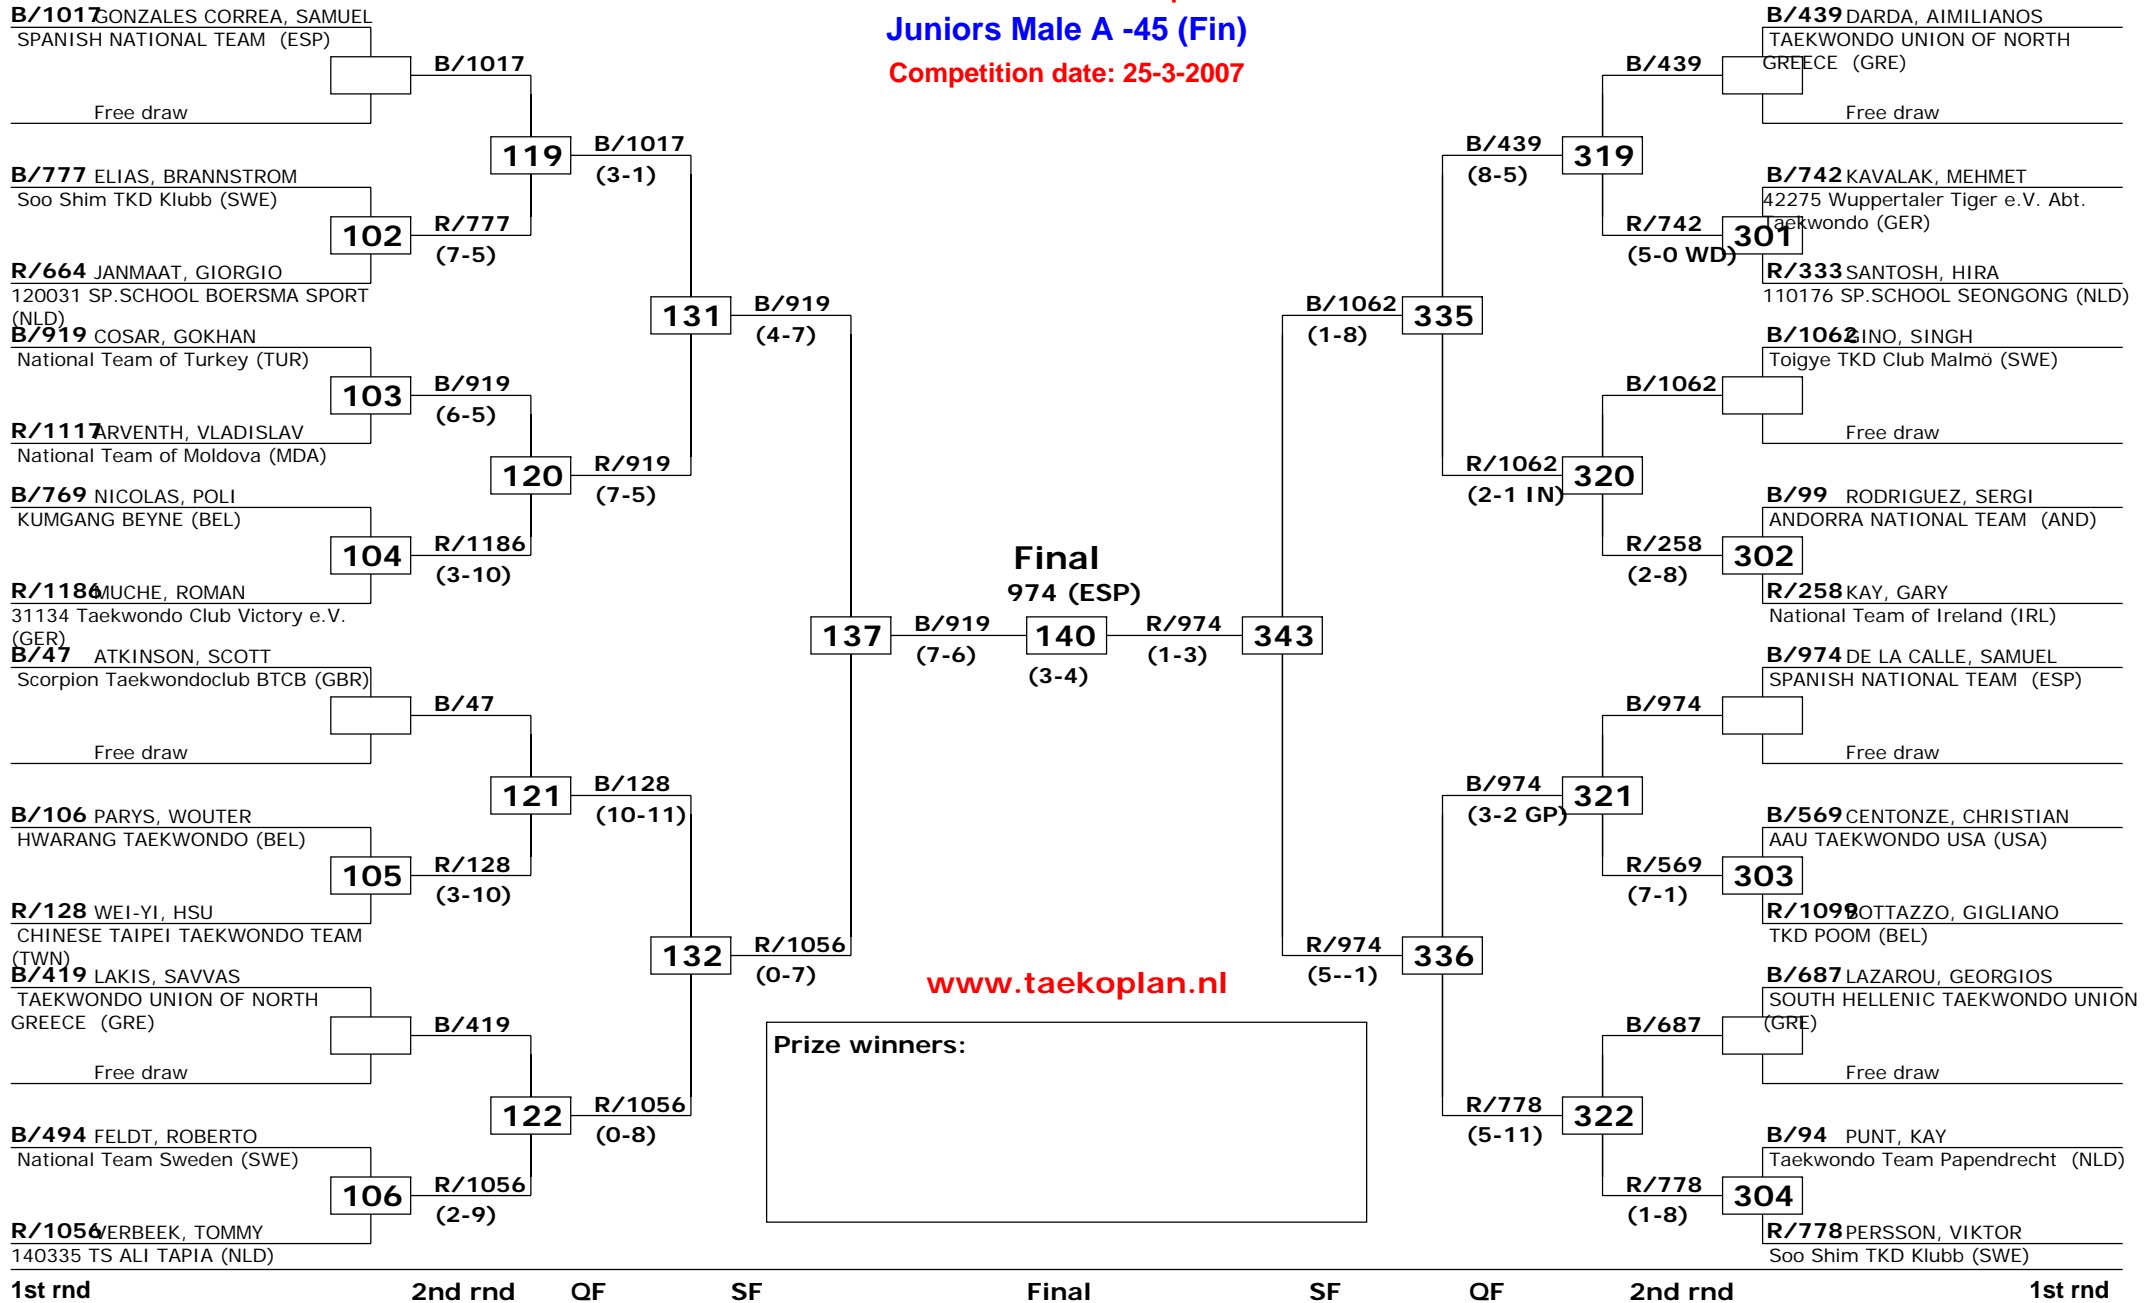 Juniors Male A -45 (Fin)
Competition date: 25-3-2007
B/1017 GONZALES CORREA, SAMUEL
SPANISH NATIONAL TEAM (ESP)
Free draw
B/777 ELIAS, BRANNSTROM
Soo Shim TKD Klubb (SWE)
R/664 JANMAAT, GIORGIO
120031 SP.SCHOOL BOERSMA SPORT
(NLD)
B/919 COSAR, GOKHAN
National Team of Turkey (TUR)
R/1117 ARVENTH, VLADISLAV
National Team of Moldova (MDA)
B/769 NICOLAS, POLI
KUMGANG BEYNE (BEL)
R/1186 MUCHE, ROMAN
31134 Taekwondo Club Victory e.V.
(GER)
B/47 ATKINSON, SCOTT
Scorpion Taekwondoclub BTCB (GBR)
Free draw
B/106 PARYS, WOUTER
HWARANG TAEKWONDO (BEL)
R/128 WEI-YI, HSU
CHINESE TAIPEI TAEKWONDO TEAM
(TWN)
B/419 LAKIS, SAVVAS
TAEKWONDO UNION OF NORTH
GREECE (GRE)
Free draw
B/494 FELDT, ROBERTO
National Team Sweden (SWE)
R/1056 VERBEEK, TOMMY
140335 TS ALI TAPIA (NLD)
B/1017
102
R/777
(7-5)
103
B/919
(6-5)
104
R/1186
(3-10)
B/47
105
R/128
(3-10)
B/419
106
R/1056
(2-9)
119
B/1017
(3-1)
120
R/919
(7-5)
121
B/128
(10-11)
122
R/1056
(0-8)
131
B/919
(4-7)
132
R/1056
(0-7)
137
B/919
(7-6)
Final
974 (ESP)
140
(3-4)
R/974
(1-3)
343
www.taekoplan.nl
Prize winners:
B/1062
(1-8)
335
R/974
(5--1)
336
B/439
(8-5)
319
R/1062
(2-1 IN)
320
B/974
(3-2 GP)
321
R/778
(5-11)
322
B/439
R/742
(5-0 WD)
301
B/1062
R/258
(2-8)
302
B/974
R/569
(7-1)
303
B/687
R/778
(1-8)
304
B/439 DARDA, AIMILIANOS
TAEKWONDO UNION OF NORTH
GREECE (GRE)
Free draw
B/742 KAVALAK, MEHMET
42275 Wuppertaler Tiger e.V. Abt.
Taekwondo (GER)
R/333 SANTOSH, HIRA
110176 SP.SCHOOL SEONGONG (NLD)
B/1062 GINO, SINGH
Toigye TKD Club Malmö (SWE)
Free draw
B/99 RODRIGUEZ, SERGI
ANDORRA NATIONAL TEAM (AND)
R/258 KAY, GARY
National Team of Ireland (IRL)
B/974 DE LA CALLE, SAMUEL
SPANISH NATIONAL TEAM (ESP)
Free draw
B/569 CENTONZE, CHRISTIAN
AAU TAEKWONDO USA (USA)
R/1099 BOTTAZZO, GIGLIANO
TKD POOM (BEL)
B/687 LAZAROU, GEORGIOS
SOUTH HELLENIC TAEKWONDO UNION
(GRE)
Free draw
B/94 PUNT, KAY
Taekwondo Team Papendrecht (NLD)
R/778 PERSSON, VIKTOR
Soo Shim TKD Klubb (SWE)
1st rnd 2nd rnd QF SF Final SF QF 2nd rnd 1st rnd